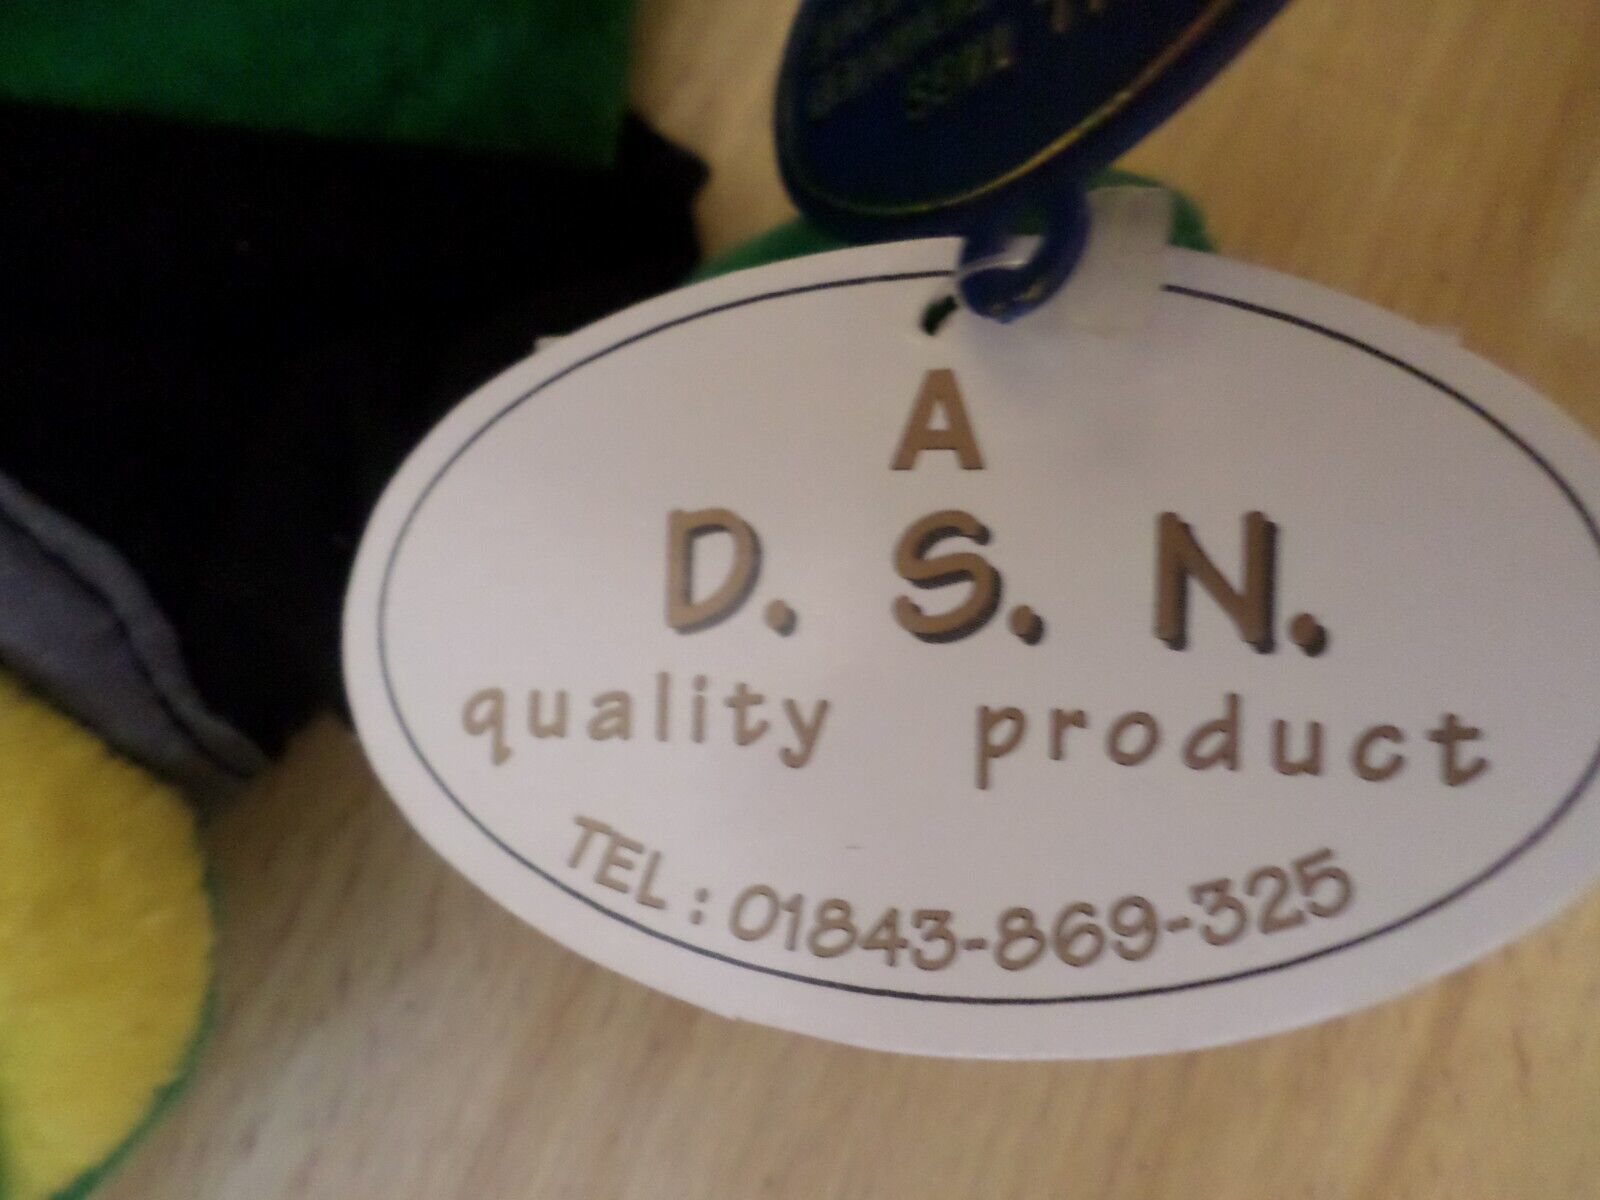 A
D. S. N.
quality product
TEL : 01843-869-325